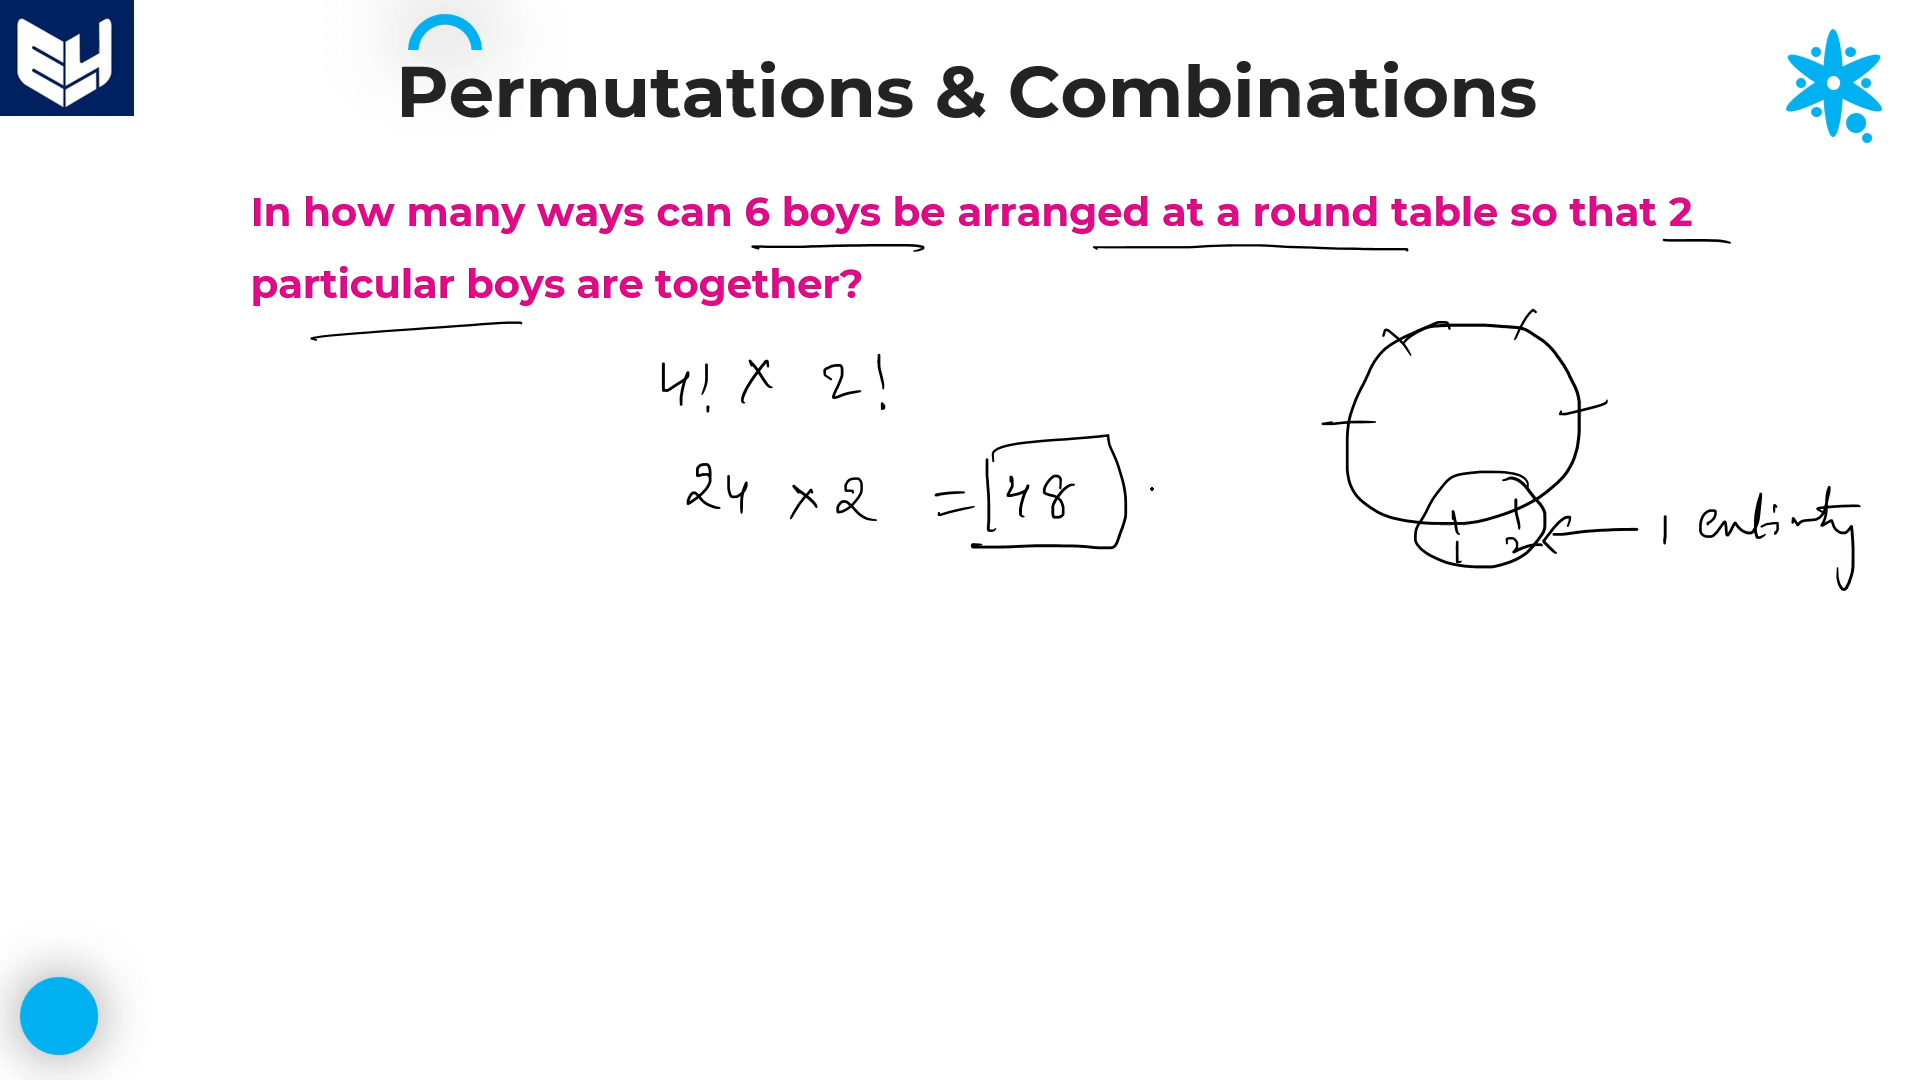 Permutations & Combinations
In how many ways can 6 boys be arranged at a round table so that 2
particular boys are together?
4! × 2!
24 × 2 = 48
1 2
1 entinty